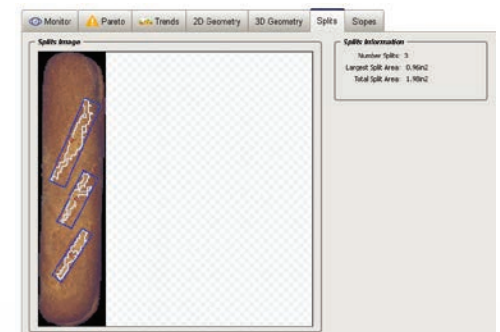 Monitor
Pareto
Trends
2D Geometry
3D Geometry
Splits
Slopes
Splits Image
Splits Information
Number Splits: 3
Largest Split Area: 0.96in2
Total Split Area: 1.98in2